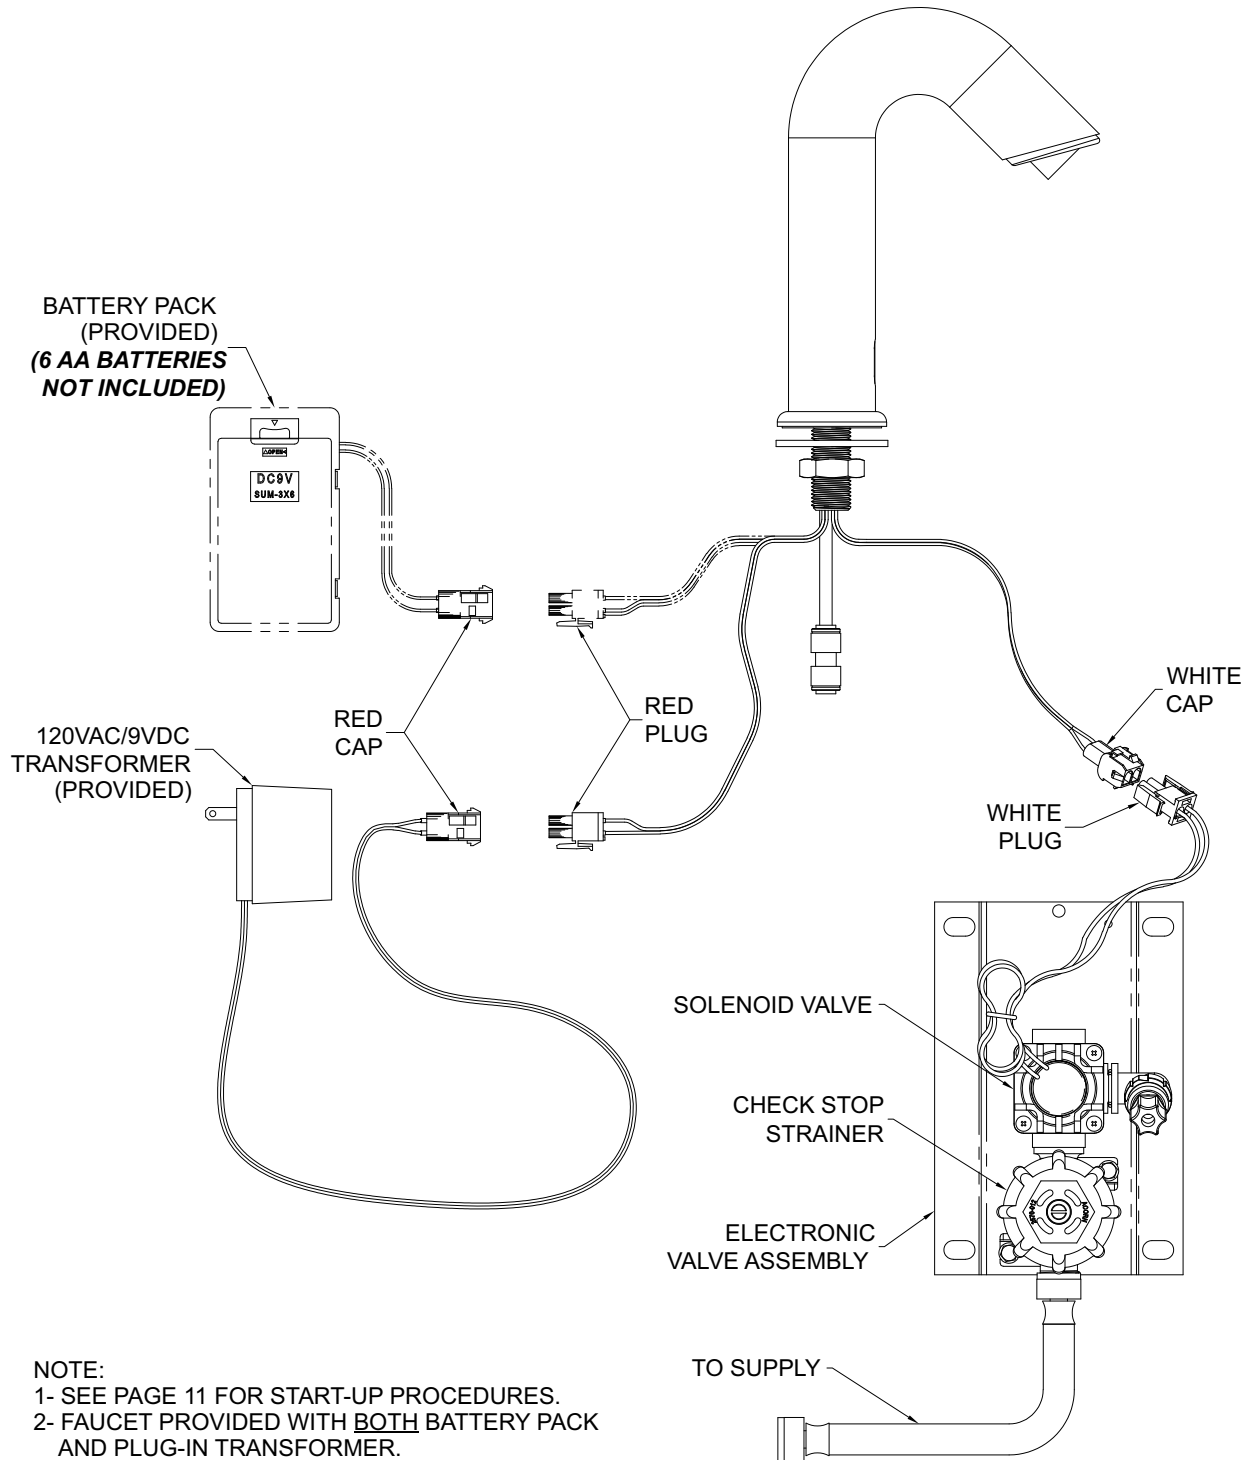 BATTERY PACK
(PROVIDED)
(6 AA BATTERIES
NOT INCLUDED)
△OPEN
DC9V
SUM-3X6
RED
CAP
RED
PLUG
WHITE
CAP
WHITE
PLUG
120VAC/9VDC
TRANSFORMER
(PROVIDED)
SOLENOID VALVE
CHECK STOP
STRAINER
ELECTRONIC
VALVE ASSEMBLY
TO SUPPLY
NOTE:
1- SEE PAGE 11 FOR START-UP PROCEDURES.
2- FAUCET PROVIDED WITH BOTH BATTERY PACK
AND PLUG-IN TRANSFORMER.